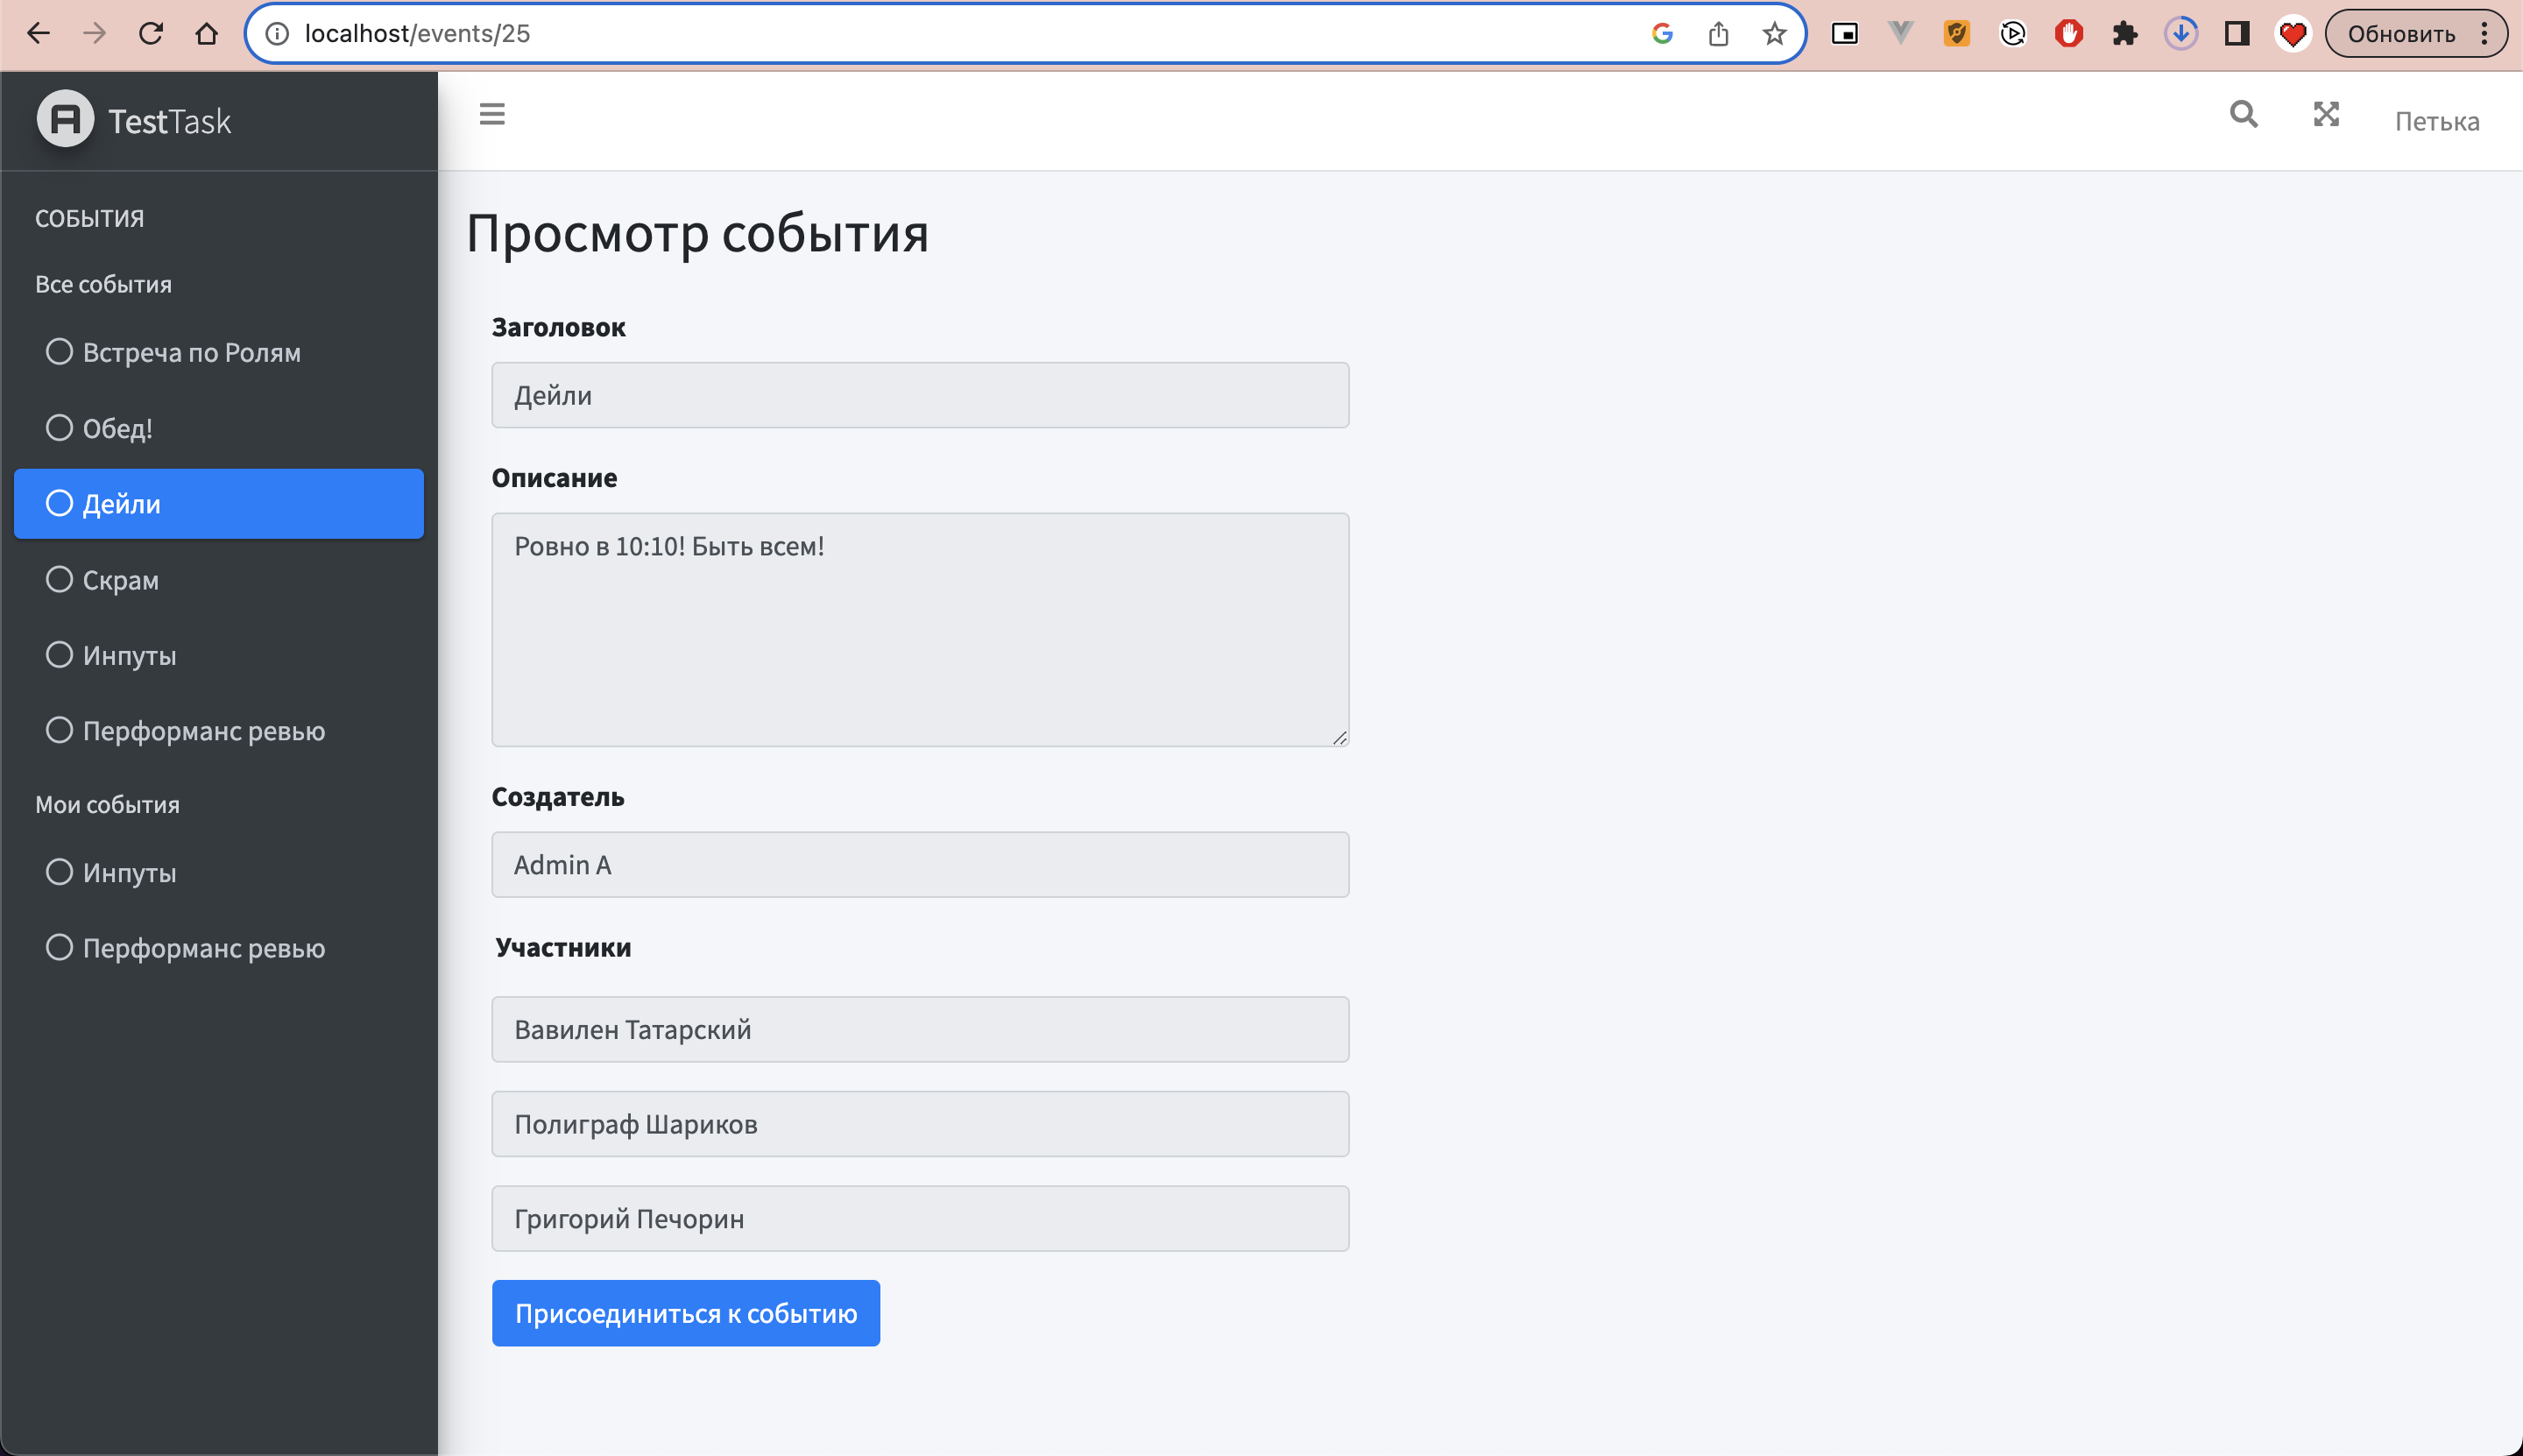 localhost/events/25
Обновить
TestTask
Петька
СОБЫТИЯ
Все события
Встреча по Ролям
Обед!
Дейли
Скрам
Инпуты
Перформанс ревью
Мои события
Инпуты
Перформанс ревью
Просмотр события
Заголовок
Дейли
Описание
Ровно в 10:10! Быть всем!
Создатель
Admin A
Участники
Вавилен Татарский
Полиграф Шариков
Григорий Печорин
Присоединиться к событию